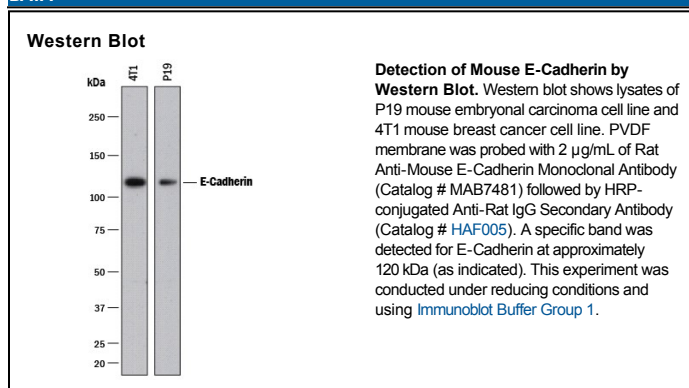 Western Blot
kDa
4T1
P19
250
150
100
75
50
37
25
20
E-Cadherin
Detection of Mouse E-Cadherin by
Western Blot. Western blot shows lysates of
P19 mouse embryonal carcinoma cell line and
4T1 mouse breast cancer cell line. PVDF
membrane was probed with 2 µg/mL of Rat
Anti-Mouse E-Cadherin Monoclonal Antibody
(Catalog # MAB7481) followed by HRP-
conjugated Anti-Rat IgG Secondary Antibody
(Catalog # HAF005). A specific band was
detected for E-Cadherin at approximately
120 kDa (as indicated). This experiment was
conducted under reducing conditions and
using Immunoblot Buffer Group 1.